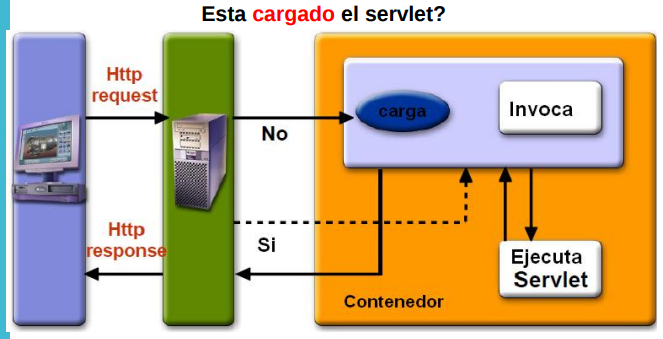 Esta cargado el servlet?
Http
request
No
carga
Invoca
Http
response
Si
Ejecuta
Servlet
Contenedor